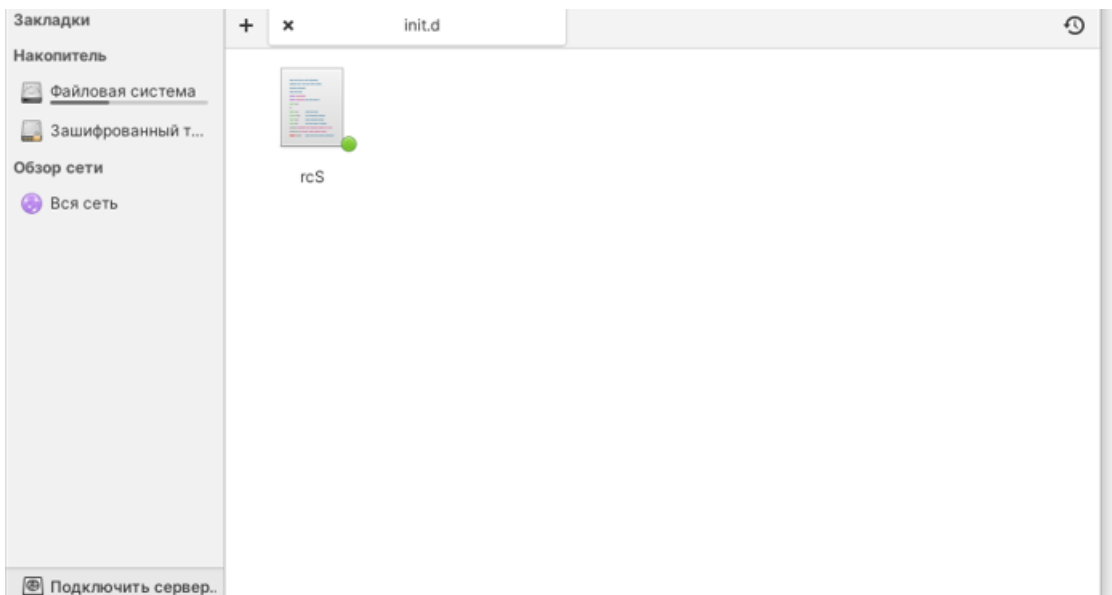 Закладки
Накопитель
Файловая система
Зашифрованный т...
Обзор сети
Вся сеть
Подключить сервер..
init.d
rcS